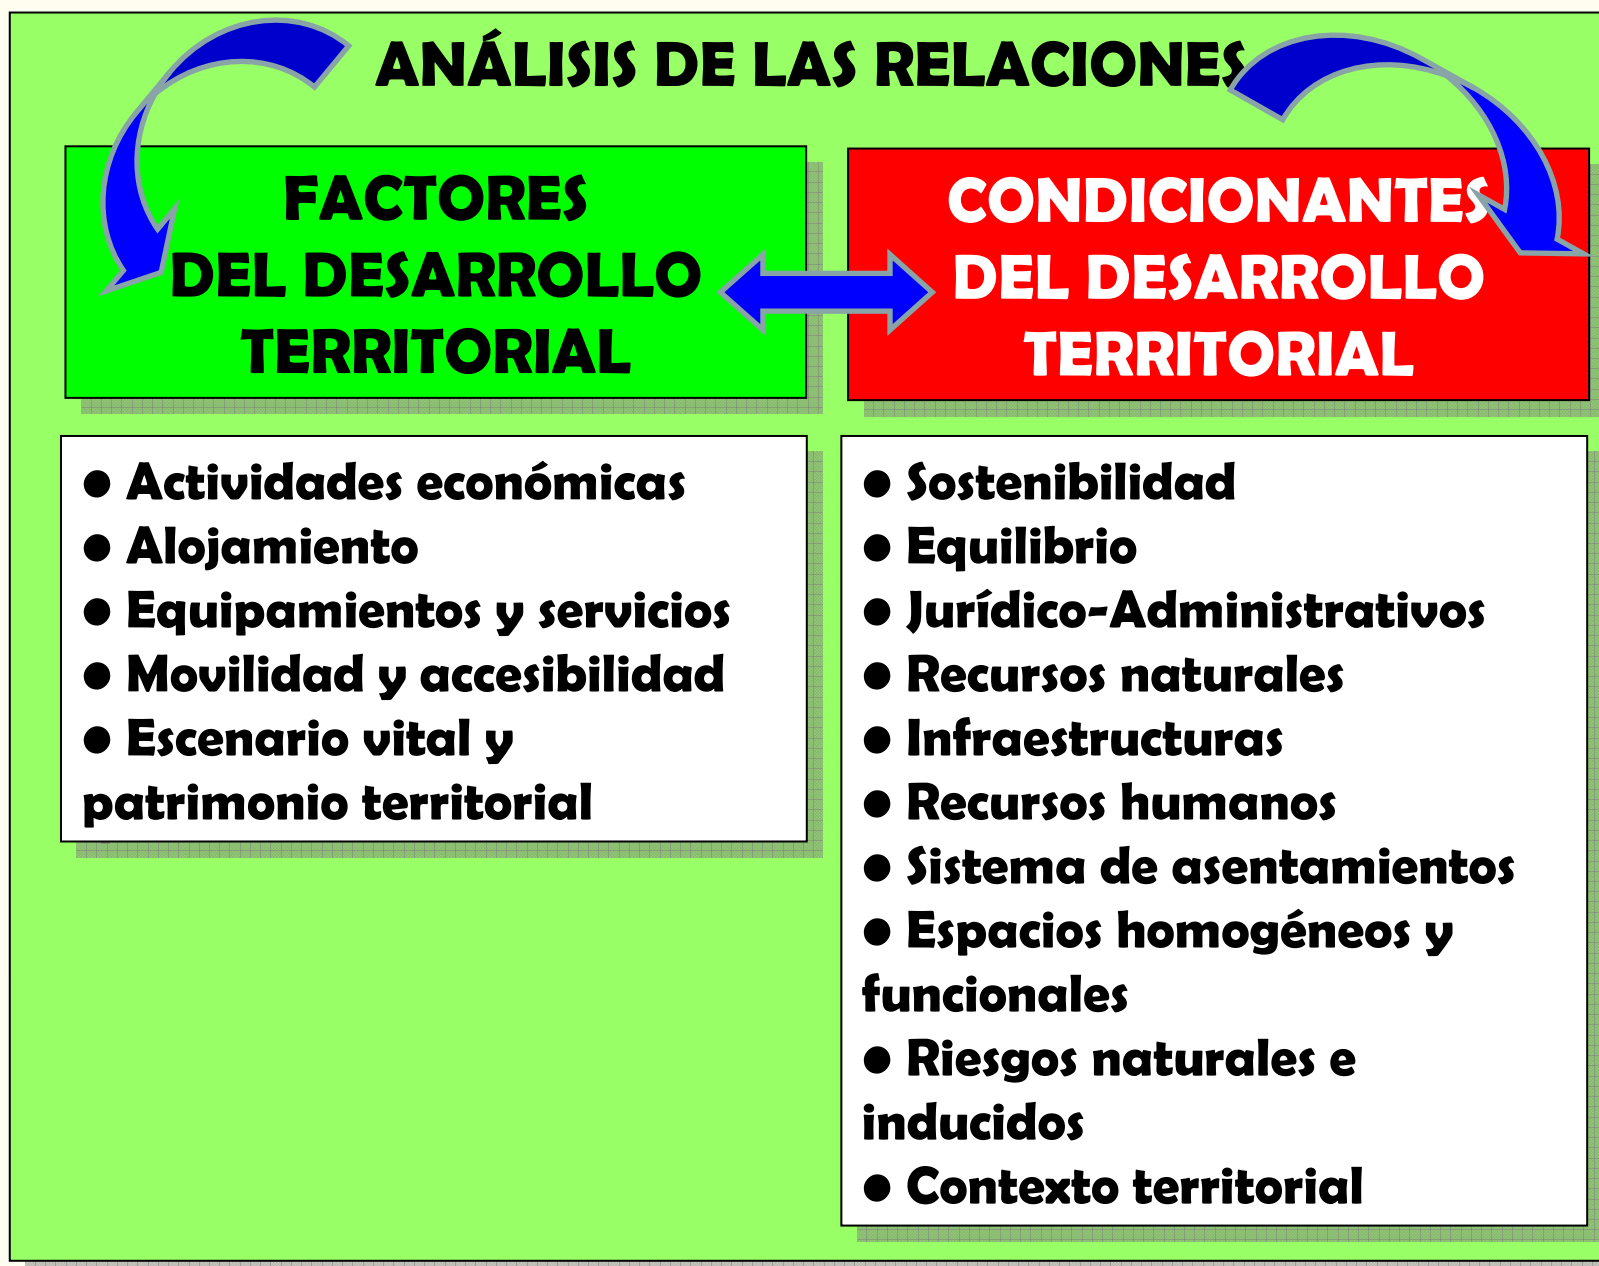 ANÁLISIS DE LAS RELACIONES
FACTORES
DEL DESARROLLO
TERRITORIAL
● Actividades económicas
● Alojamiento
● Equipamientos y servicios
● Movilidad y accesibilidad
● Escenario vital y
patrimonio territorial
CONDICIONANTES
DEL DESARROLLO
TERRITORIAL
● Sostenibilidad
● Equilibrio
● Jurídico-Administrativos
● Recursos naturales
● Infraestructuras
● Recursos humanos
● Sistema de asentamientos
● Espacios homogéneos y
funcionales
● Riesgos naturales e
inducidos
● Contexto territorial